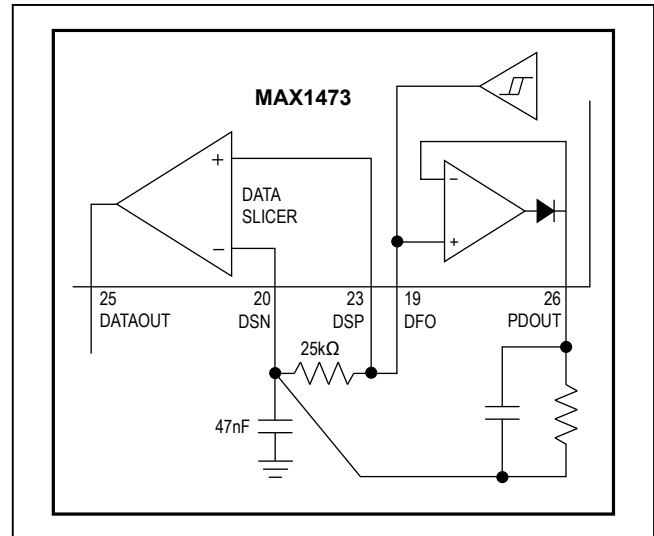 MAX1473
+
DATA
SLICER
−
−
+
25 20 23 19 26
DATAOUT DSN DSP DFO PDOUT
25kΩ
47nF